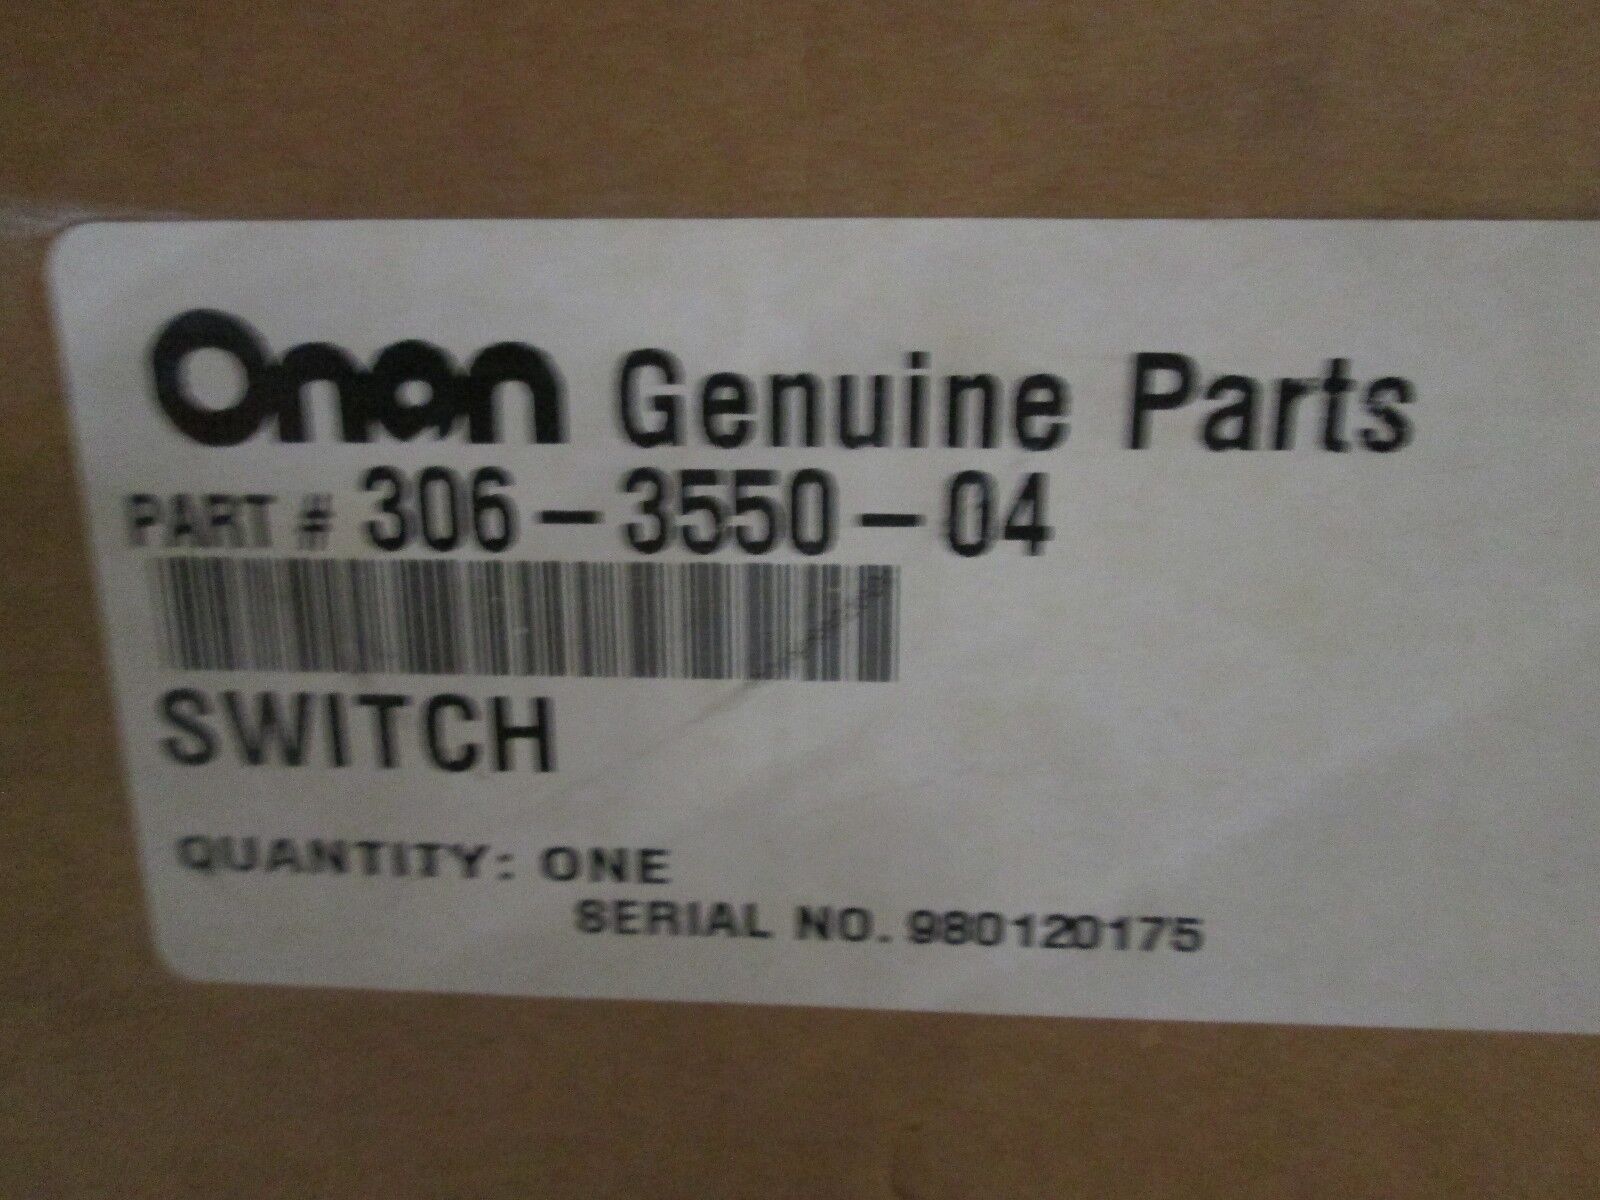 Onan Genuine Parts
PART # 306-3550-04
SWITCH
QUANTITY: ONE
SERIAL NO. 980120175